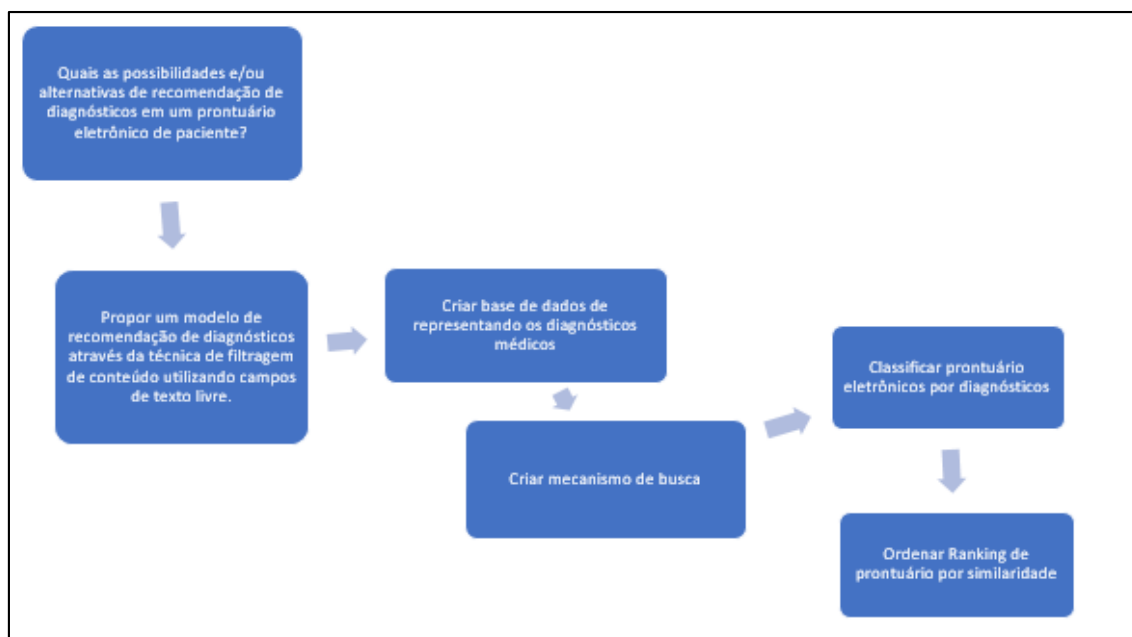 Quais as possibilidades e/ou
alternativas de recomendação de
diagnósticos em um prontuário
eletrônico de paciente?
Propor um modelo de
recomendação de diagnósticos
através da técnica de filtragem
de conteúdo utilizando campos
de texto livre.
Criar base de dados de
representando os diagnósticos
médicos
Criar mecanismo de busca
Classificar prontuário
eletrônicos por diagnósticos
Ordenar Ranking de
prontuário por similaridade